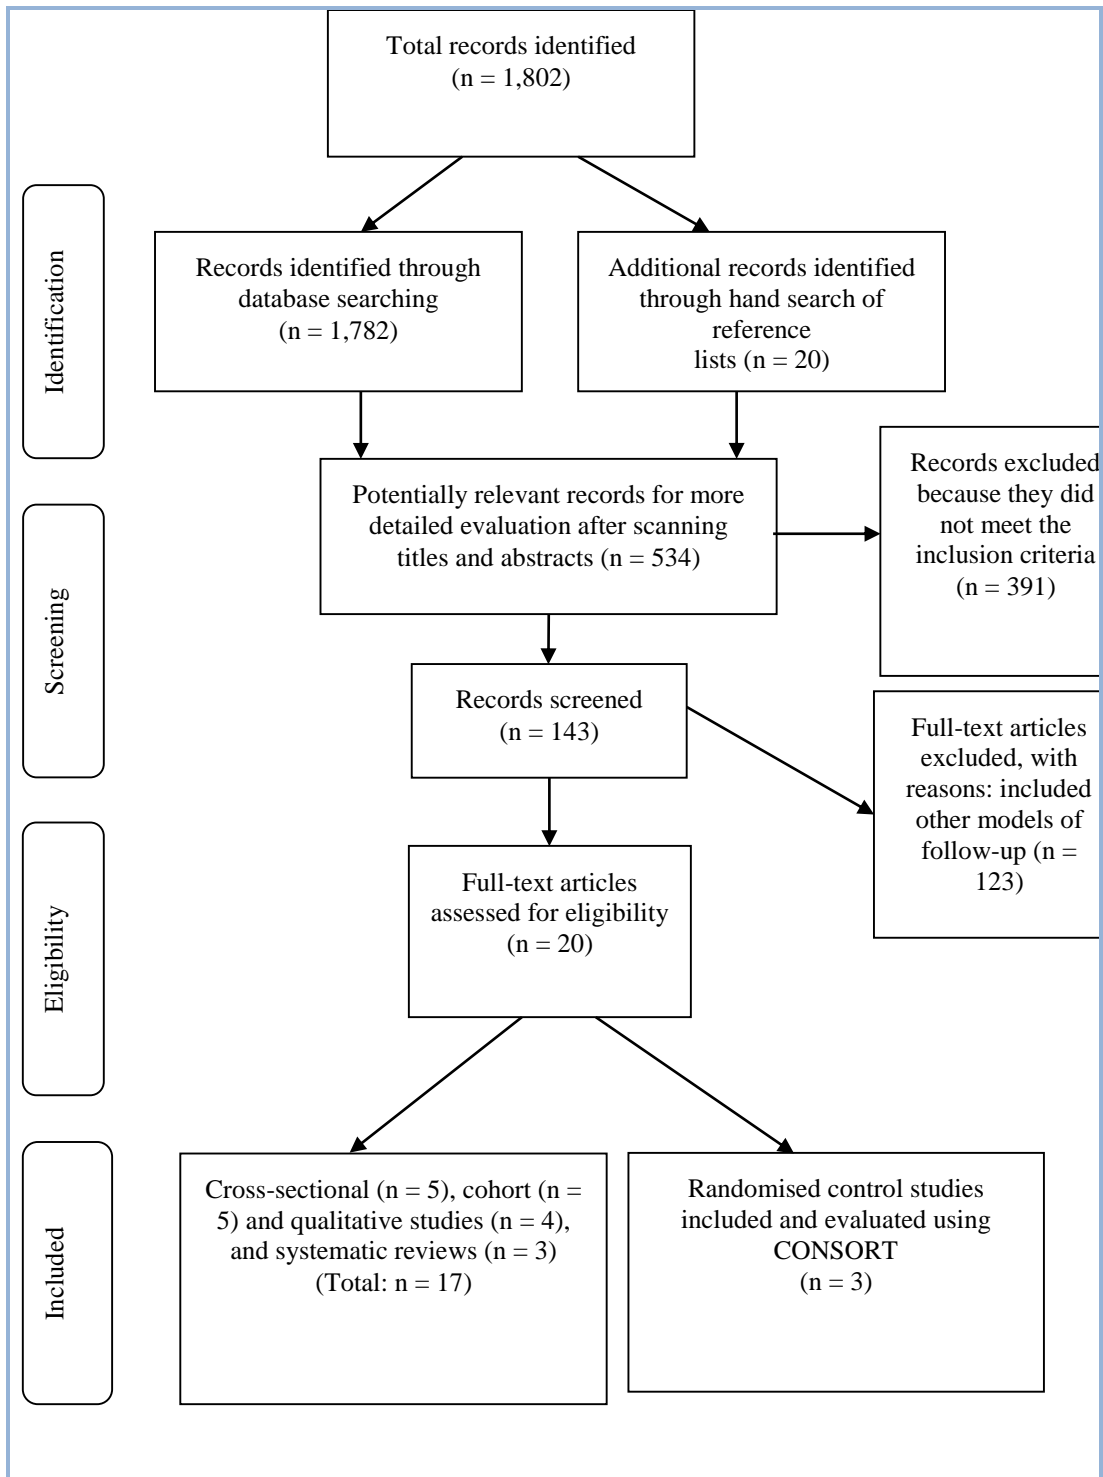 Total records identified
(n = 1,802)
Identification
Records identified through
database searching
(n = 1,782)
Additional records identified
through hand search of
reference
lists (n = 20)
Records excluded
because they did
not meet the
inclusion criteria
(n = 391)
Potentially relevant records for more
detailed evaluation after scanning
titles and abstracts (n = 534)
Screening
Records screened
(n = 143)
Full-text articles
excluded, with
reasons: included
other models of
follow-up (n =
123)
Eligibility
Full-text articles
assessed for eligibility
(n = 20)
Included
Cross-sectional (n = 5), cohort (n =
5) and qualitative studies (n = 4),
and systematic reviews (n = 3)
(Total: n = 17)
Randomised control studies
included and evaluated using
CONSORT
(n = 3)